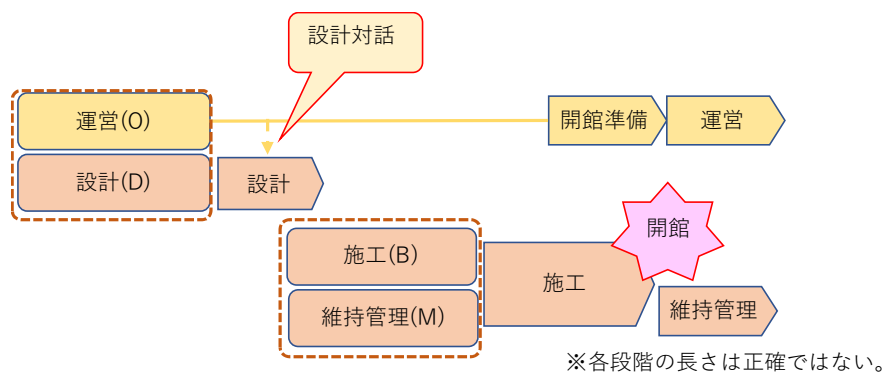 設計対話
運営(O)
開館準備
運営
設計(D)
設計
開館
施工(B)
施工
維持管理(M)
維持管理
※各段階の長さは正確ではない。